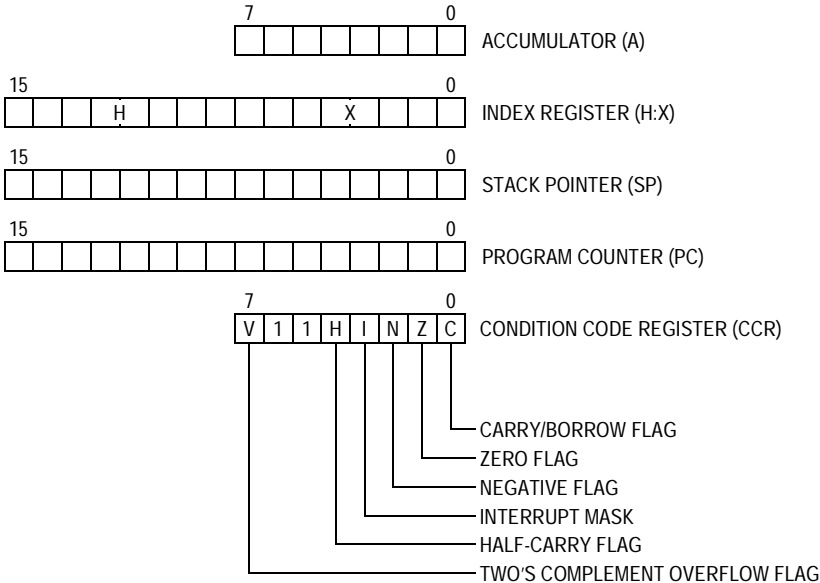 7 0
ACCUMULATOR (A)
15 0
H X INDEX REGISTER (H:X)
15 0
STACK POINTER (SP)
15 0
PROGRAM COUNTER (PC)
7 0
V 1 1 H I N Z C CONDITION CODE REGISTER (CCR)
CARRY/BORROW FLAG
ZERO FLAG
NEGATIVE FLAG
INTERRUPT MASK
HALF-CARRY FLAG
TWO'S COMPLEMENT OVERFLOW FLAG